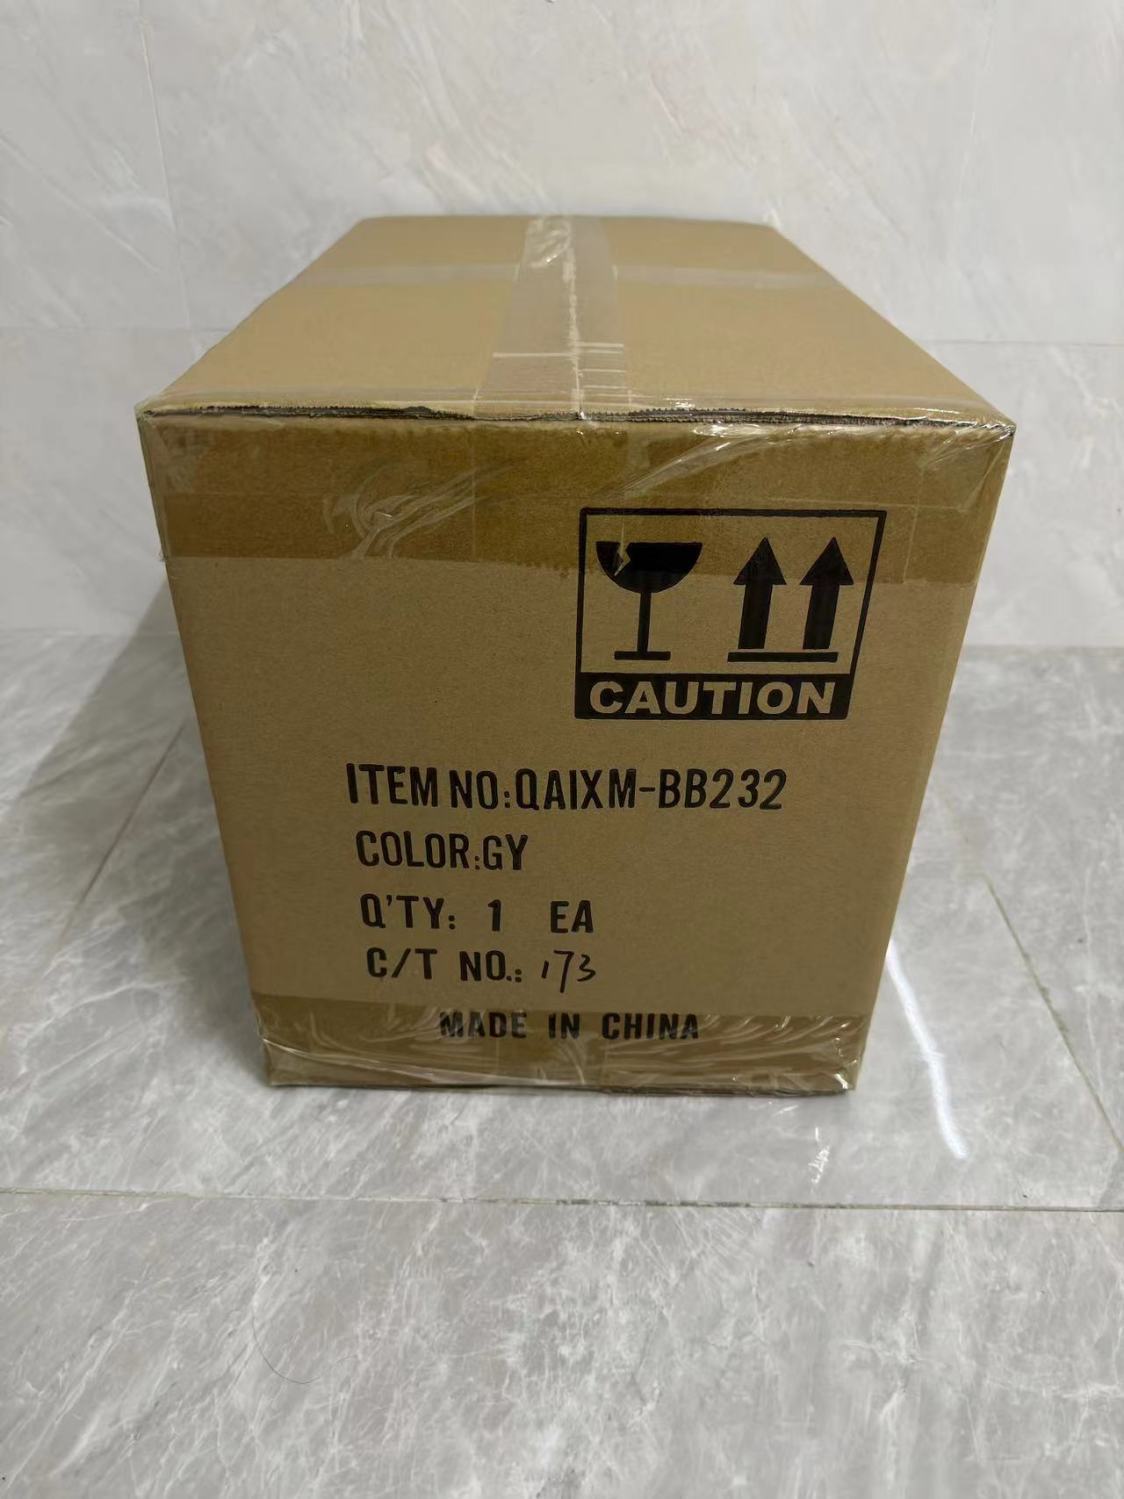 CAUTION
ITEM NO:QAIXM-BB232
COLOR:GY
Q'TY: 1 EA
C/T NO.: 173
MADE IN CHINA